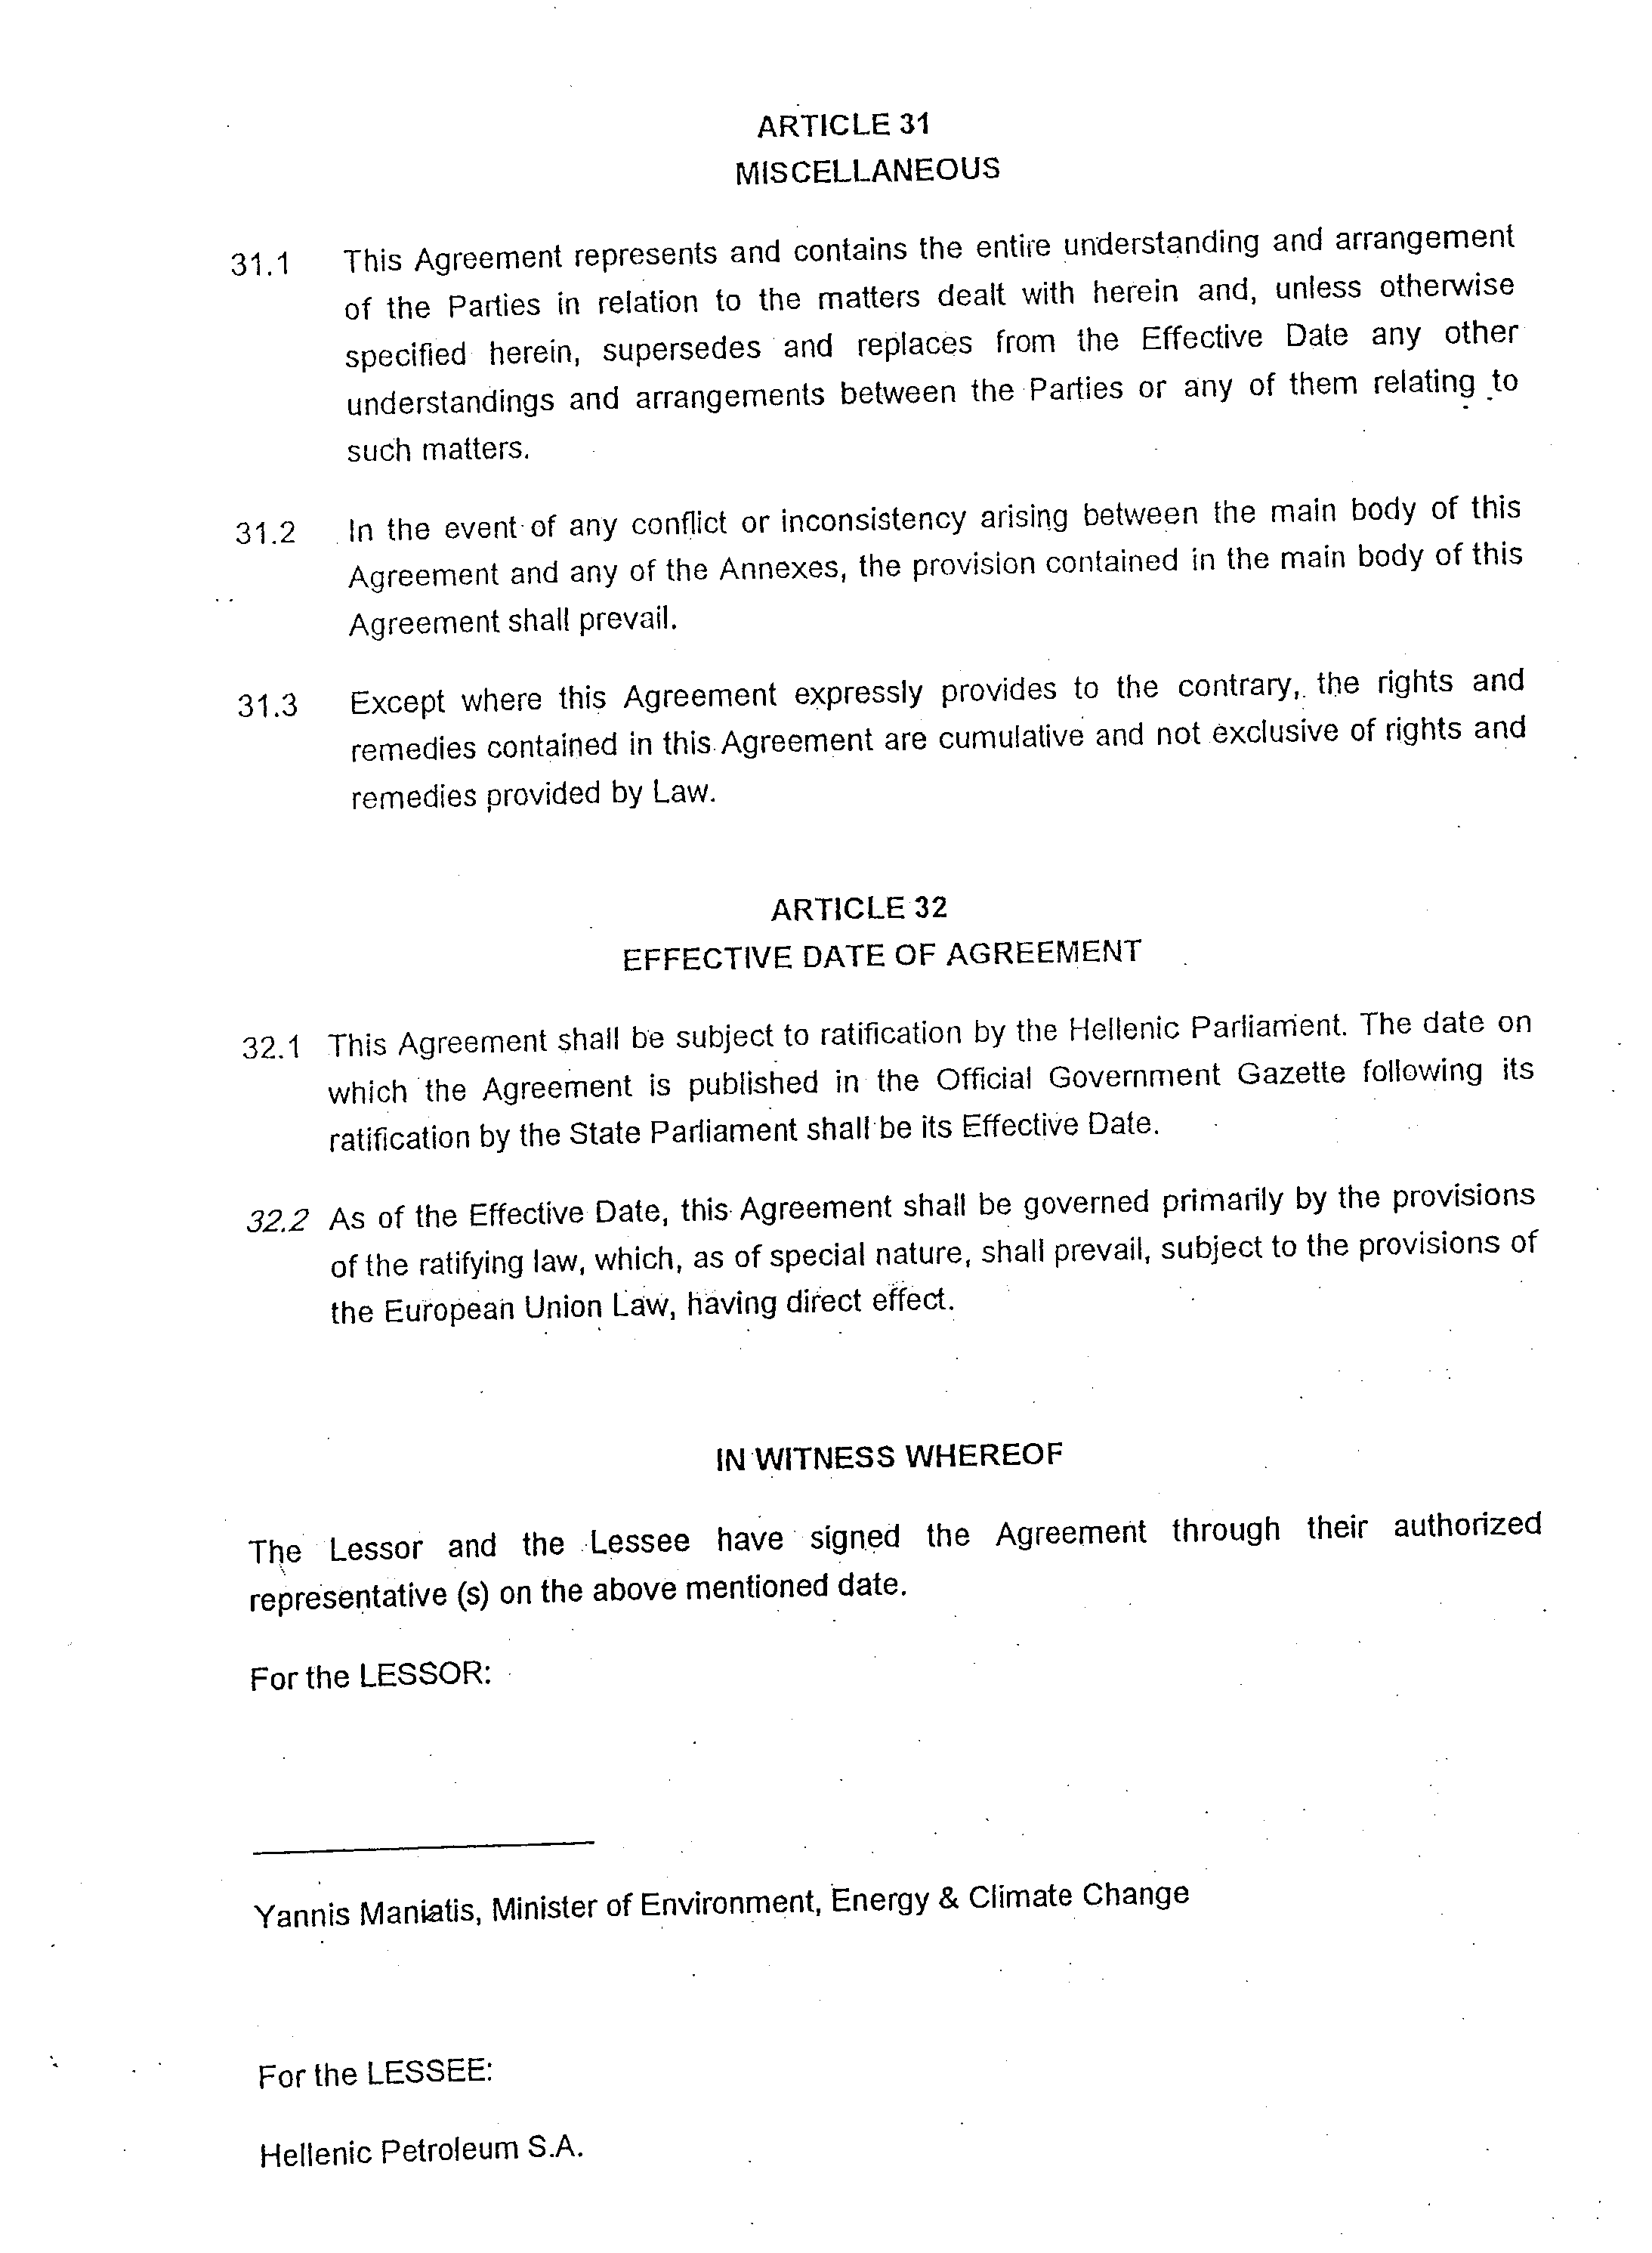 ARTICLE 31
MISCELLANEOUS
31.1 This Agreement represents and contains the entire understanding and arrangement
of the Parties in relation to the matters dealt with herein and, unless otherwise
specified herein, supersedes and replaces from the Effective Date any other
understandings and arrangements between the Parties or any of them relating to
such matters.
31.2 In the event of any conflict or inconsistency arising between the main body of this
Agreement and any of the Annexes, the provision contained in the main body of this
Agreement shall prevail.
31.3 Except where this Agreement expressly provides to the contrary, the rights and
remedies contained in this Agreement are cumulative and not exclusive of rights and
remedies provided by Law.
ARTICLE 32
EFFECTIVE DATE OF AGREEMENT
32.1 This Agreement shall be subject to ratification by the Hellenic Parliament. The date on
which the Agreement is published in the Official Government Gazette following its
ratification by the State Parliament shall be its Effective Date.
32.2 As of the Effective Date, this Agreement shall be governed primarily by the provisions
of the ratifying law, which, as of special nature, shall prevail, subject to the provisions of
the European Union Law, having direct effect.
IN WITNESS WHEREOF
The Lessor and the Lessee have signed the Agreement through their authorized
representative (s) on the above mentioned date.
For the LESSOR:
Yannis Maniatis, Minister of Environment, Energy & Climate Change
For the LESSEE:
Hellenic Petroleum S.A.